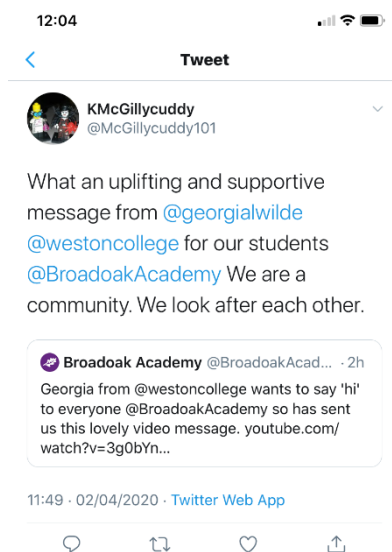 12:04
Tweet
KMcGillycuddy
@McGillycuddy101
What an uplifting and supportive
message from @georgialwilde
@westoncollege for our students
@BroadoakAcademy We are a
community. We look after each other.
Broadoak Academy @BroadoakAcad... · 2h
Georgia from @westoncollege wants to say 'hi'
to everyone @BroadoakAcademy so has sent
us this lovely video message. youtube.com/
watch?v=3g0bYn...
11:49 · 02/04/2020 · Twitter Web App